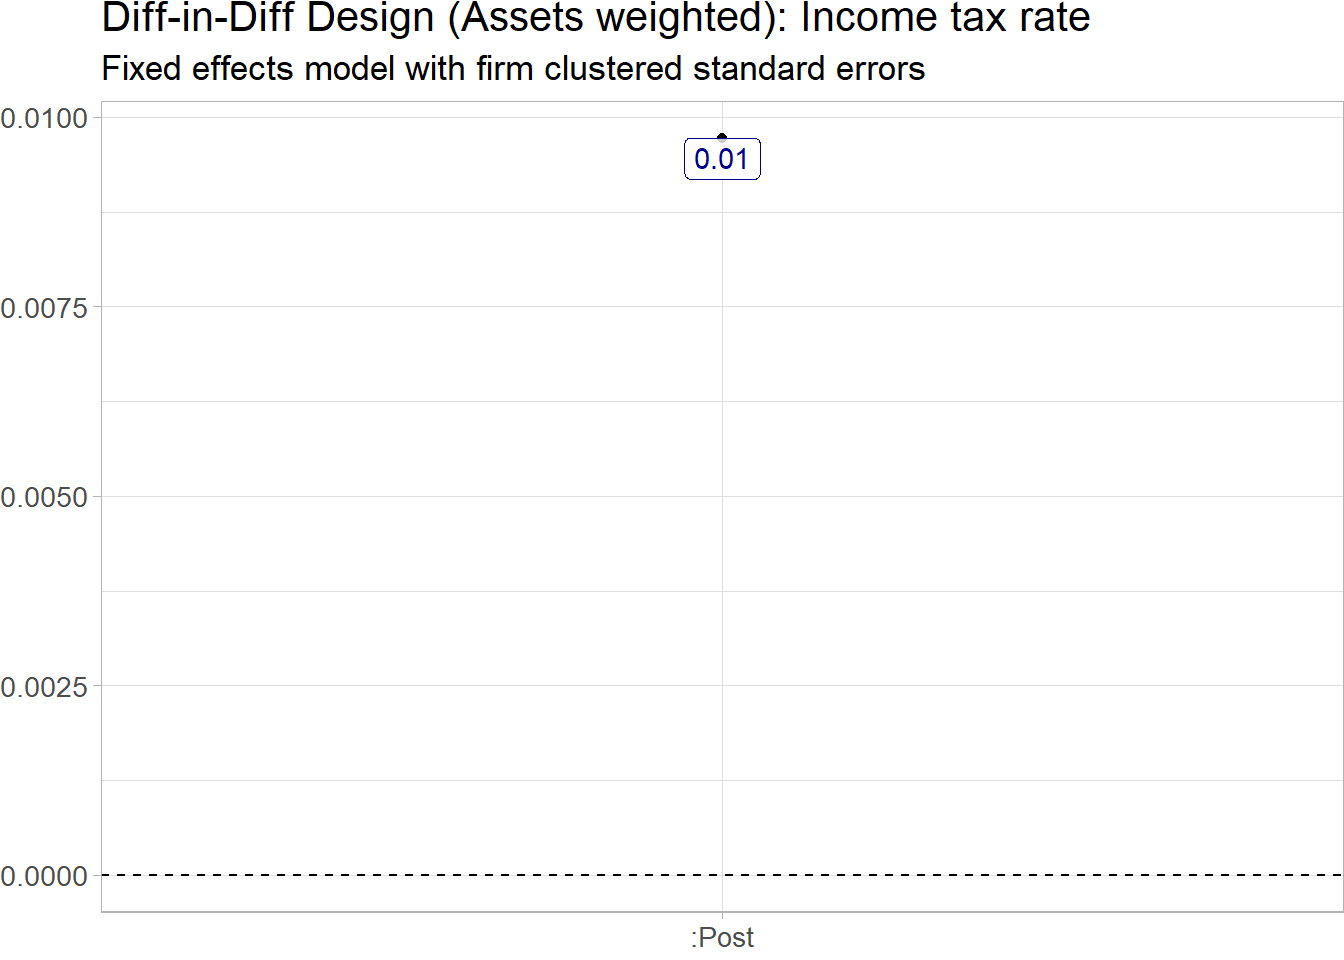 Diff-in-Diff Design (Assets weighted): Income tax rate
Fixed effects model with firm clustered standard errors
0.0100
0.01
0.0075
0.0050
0.0025
0.0000
:Post